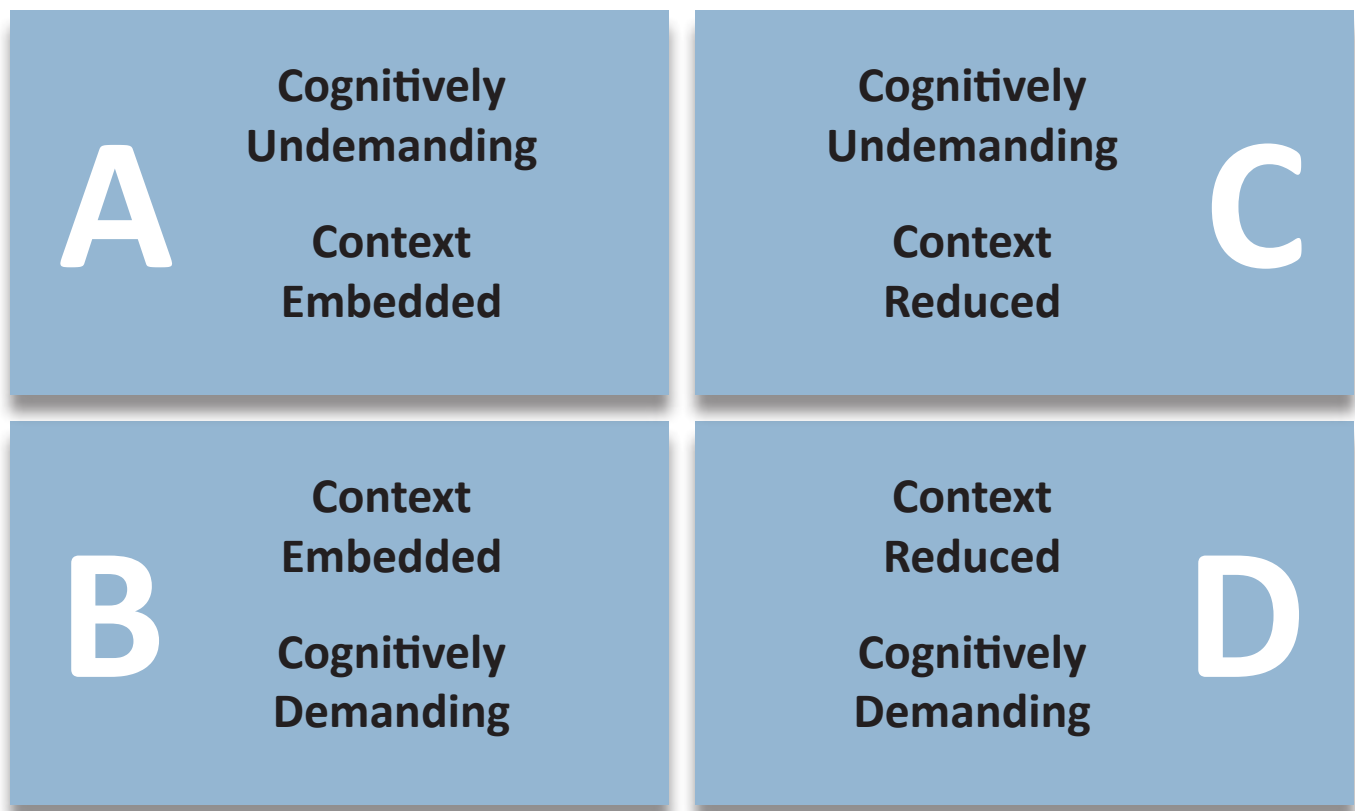 A
Cognitively
Undemanding
Context
Embedded
Cognitively
Undemanding
Context
Reduced
C
B
Context
Embedded
Cognitively
Demanding
Context
Reduced
Cognitively
Demanding
D